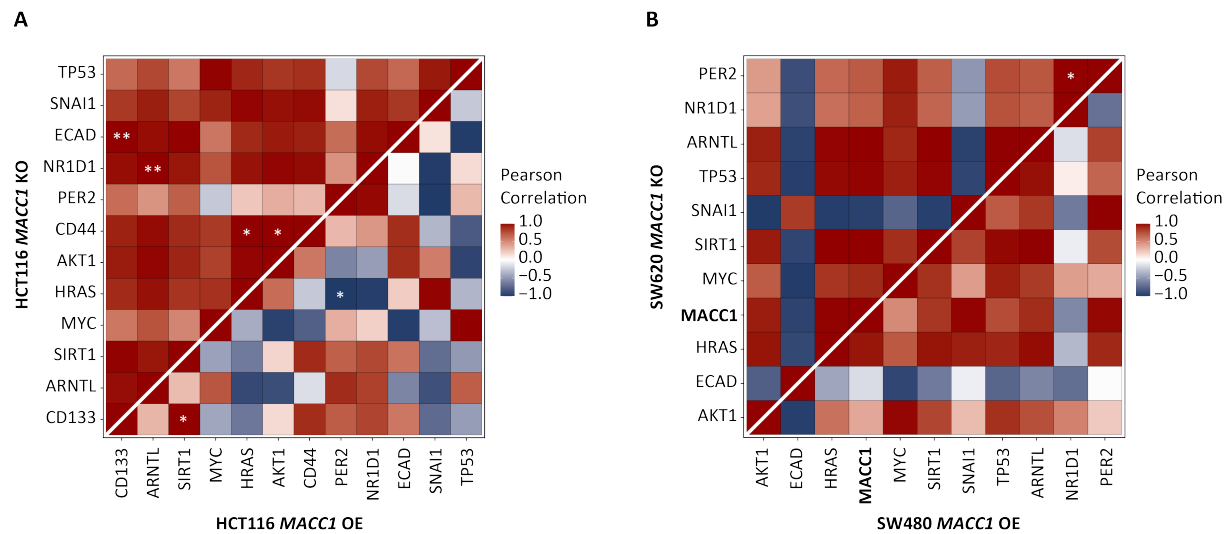 A
HCT116 MACC1 KO
TP53
SNAI1
ECAD
NR1D1
PER2
CD44
AKT1
HRAS
MYC
SIRT1
ARNTL
CD133
**
**
*
*
*
*
CD133
ARNTL
SIRT1
MYC
HRAS
AKT1
CD44
PER2
NR1D1
ECAD
SNAI1
TP53
HCT116 MACC1 OE
Pearson
Correlation
1.0
0.5
0.0
−0.5
−1.0
B
SW620 MACC1 KO
PER2
NR1D1
ARNTL
TP53
SNAI1
SIRT1
MYC
MACC1
HRAS
ECAD
AKT1
*
AKT1
ECAD
HRAS
MACC1
MYC
SIRT1
SNAI1
TP53
ARNTL
NR1D1
PER2
SW480 MACC1 OE
Pearson
Correlation
1.0
0.5
0.0
−0.5
−1.0